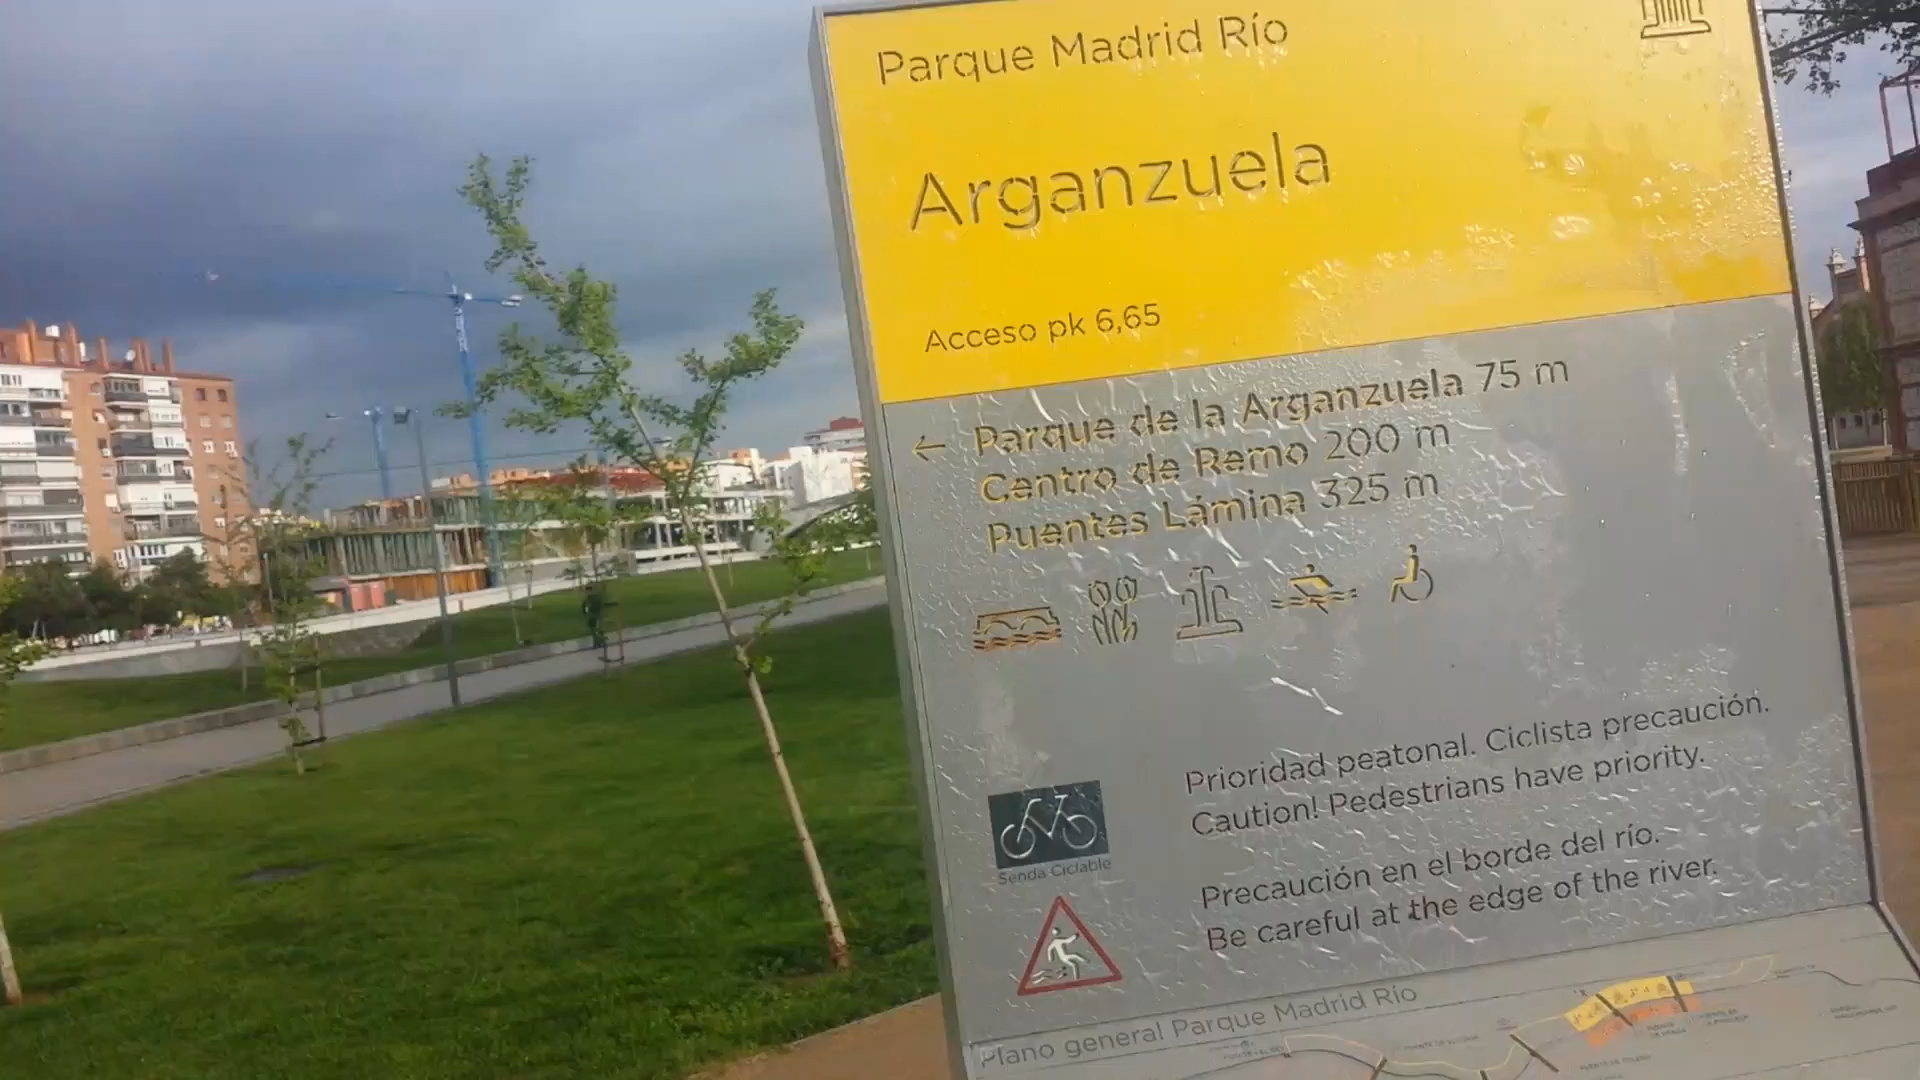 Parque Madrid Río
Arganzuela
Acceso pk 6,65
← Parque de la Arganzuela 75 m
Centro de Remo 200 m
Puentes Lámina 325 m
Prioridad peatonal. Ciclista precaución.
Caution! Pedestrians have priority.
Senda Ciclable
Precaución en el borde del río.
Be careful at the edge of the river.
Plano general Parque Madrid Río